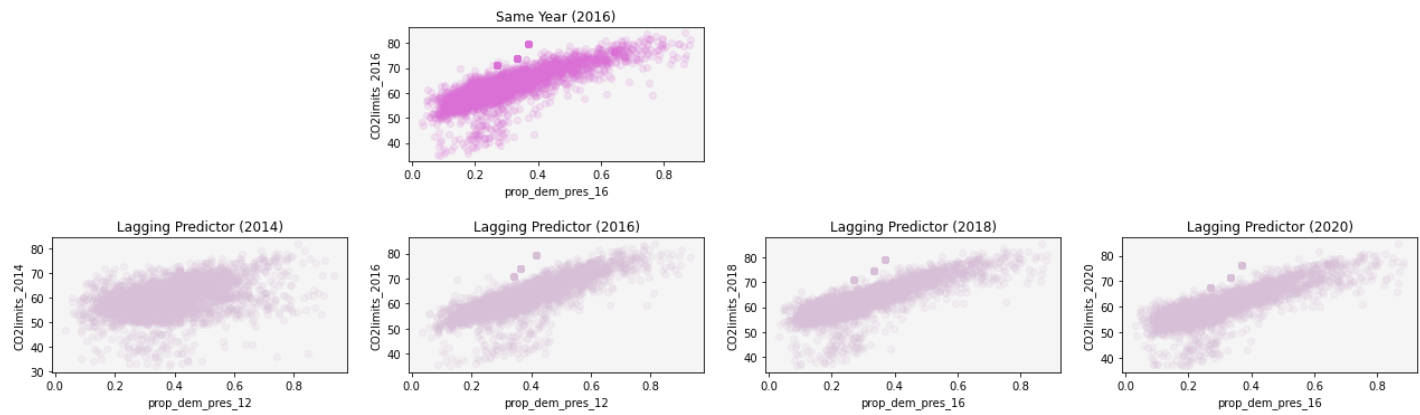 Same Year (2016)
CO2limits_2016
80
70
60
50
40
0.0 0.2 0.4 0.6 0.8
prop_dem_pres_16
Lagging Predictor (2014)
CO2limits_2014
80
70
60
50
40
30
0.0 0.2 0.4 0.6 0.8
prop_dem_pres_12
Lagging Predictor (2016)
CO2limits_2016
80
70
60
50
40
0.0 0.2 0.4 0.6 0.8
prop_dem_pres_12
Lagging Predictor (2018)
CO2limits_2018
80
70
60
50
40
0.0 0.2 0.4 0.6 0.8
prop_dem_pres_16
Lagging Predictor (2020)
CO2limits_2020
80
70
60
50
40
0.0 0.2 0.4 0.6 0.8
prop_dem_pres_16